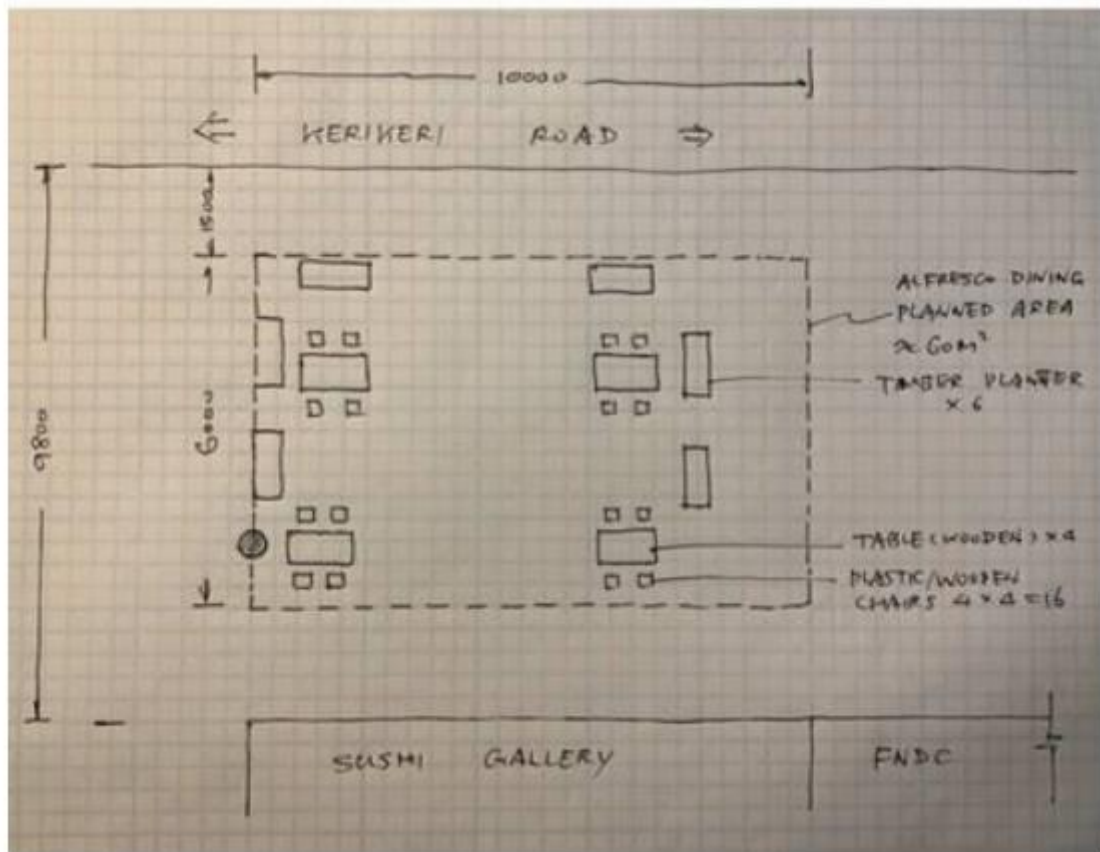 10000
KERIKERI ROAD
1500
ALFRESCO DINING
PLANNED AREA
≈ 60m²
TIMBER PLANTER
× 6
6000
9800
TABLE (WOODEN) × 4
PLASTIC/WOODEN
CHAIRS 4 × 4 = 16
SUSHI GALLERY
FNDC